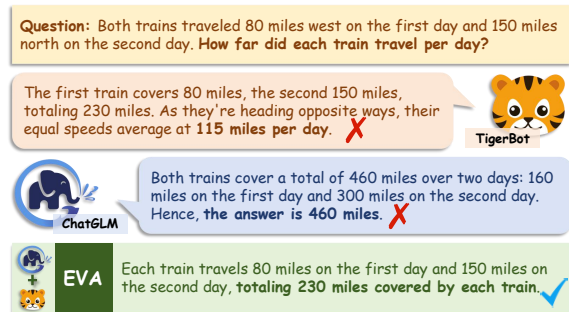 Question: Both trains traveled 80 miles west on the first day and 150 miles
north on the second day. How far did each train travel per day?
The first train covers 80 miles, the second 150 miles,
totaling 230 miles. As they're heading opposite ways, their
equal speeds average at 115 miles per day.
TigerBot
Both trains cover a total of 460 miles over two days: 160
miles on the first day and 300 miles on the second day.
Hence, the answer is 460 miles.
ChatGLM
EVA
Each train travels 80 miles on the first day and 150 miles on
the second day, totaling 230 miles covered by each train.